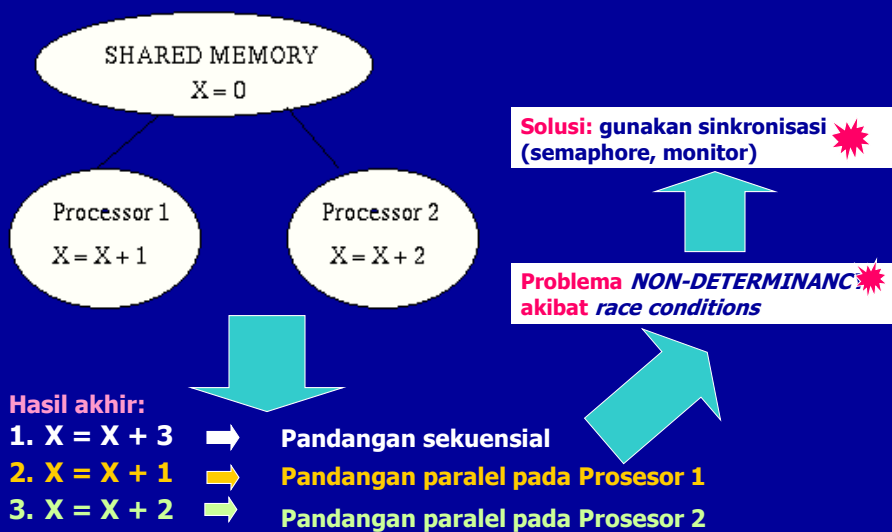 SHARED MEMORY
X = 0
Processor 1
X = X + 1
Processor 2
X = X + 2
Solusi: gunakan sinkronisasi
(semaphore, monitor)
Problema NON-DETERMINANCY
akibat race conditions
Hasil akhir:
1. X = X + 3 Pandangan sekuensial
2. X = X + 1 Pandangan paralel pada Prosesor 1
3. X = X + 2 Pandangan paralel pada Prosesor 2